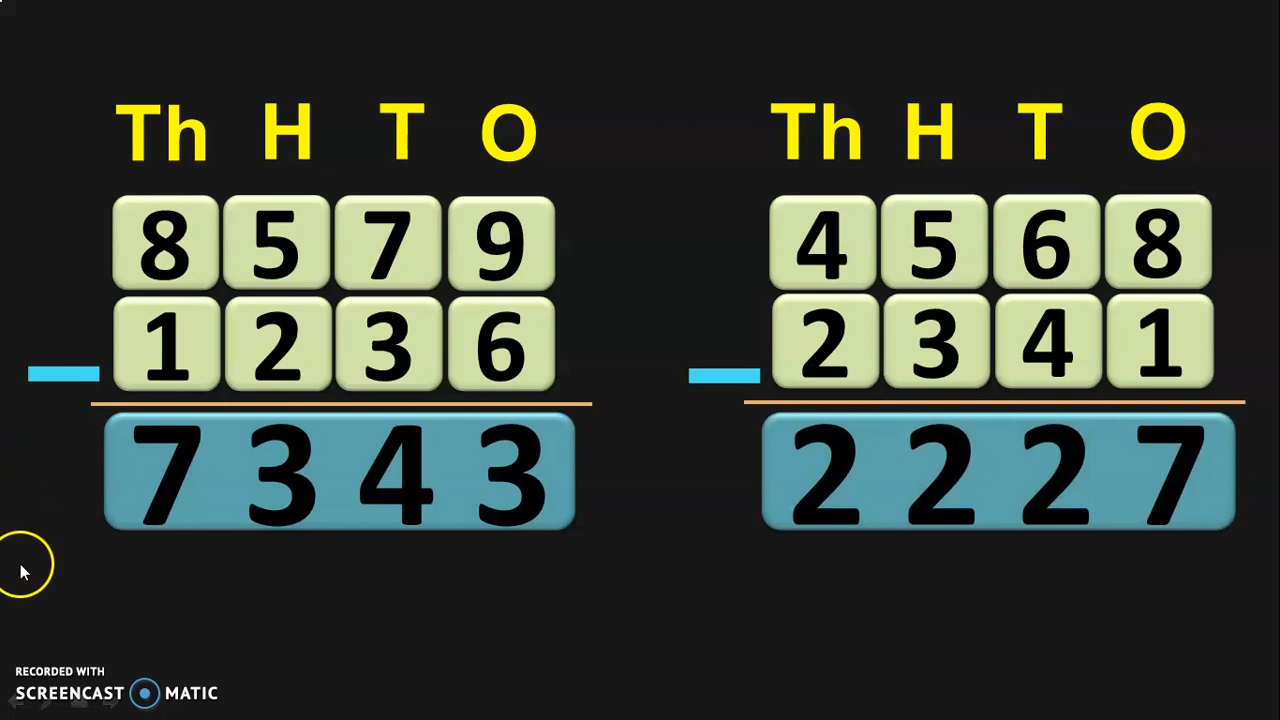 Th H T O
8 5 7 9
1 2 3 6
7 3 4 3
Th H T O
4 5 6 8
2 3 4 1
2 2 2 7
RECORDED WITH
SCREENCAST MATIC